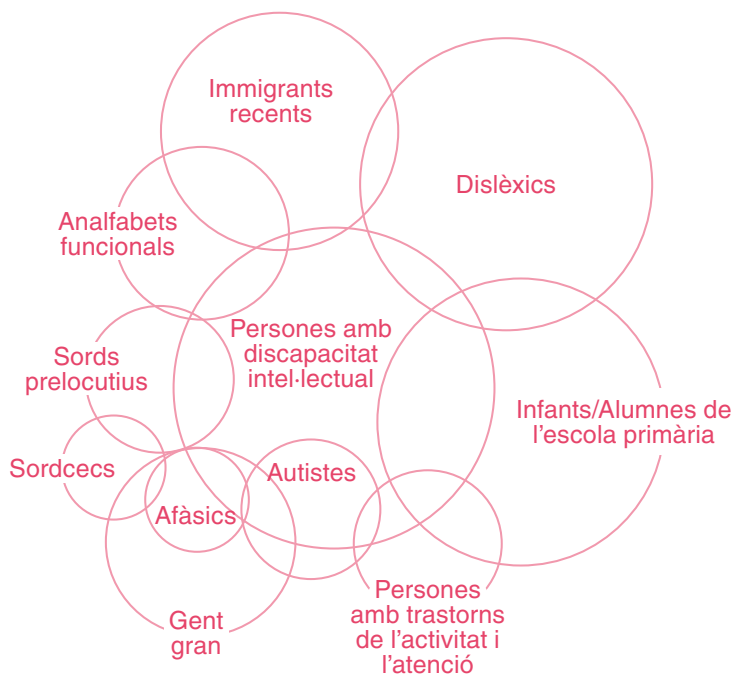 Immigrants
recents
Dislèxics
Analfabets
funcionals
Persones amb
discapacitat
intel·lectual
Sords
prelocutius
Infants/Alumnes de
l’escola primària
Sordcecs
Autistes
Afàsics
Persones
amb trastorns
de l’activitat i
l’atenció
Gent
gran